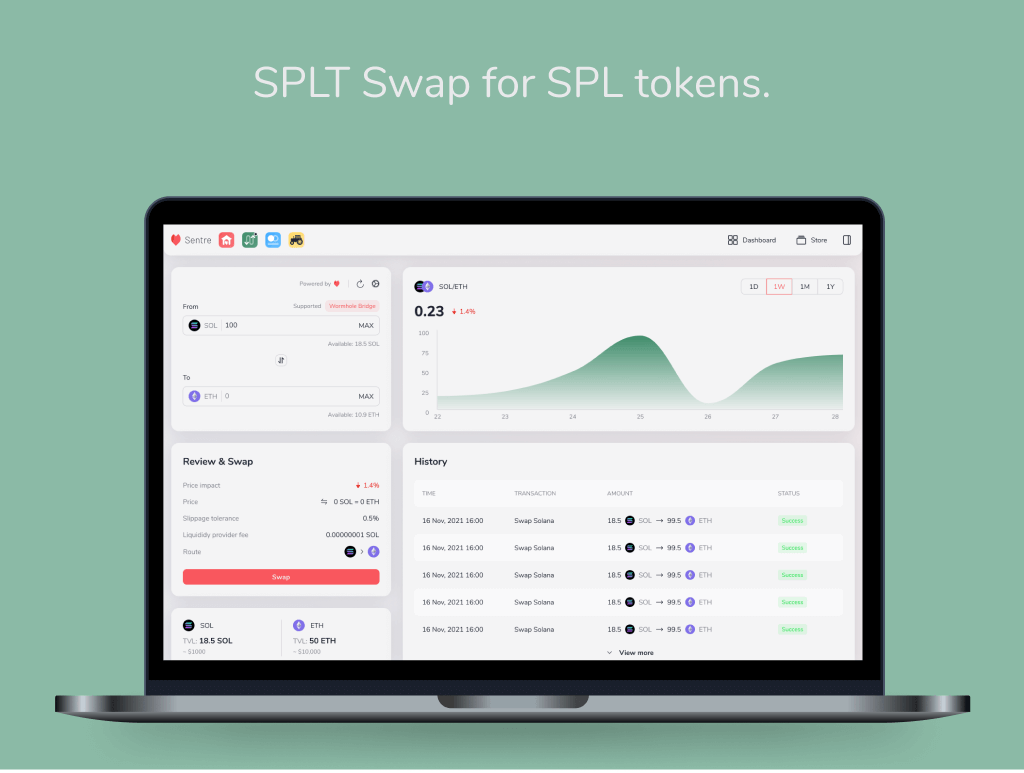 SPLT Swap for SPL tokens.
Sentre
Dashboard
Store
Powered by
From
Supported
Wormhole Bridge
SOL 100 MAX
Available: 18.5 SOL
To
ETH 0 MAX
Available: 10.9 ETH
SOL/ETH
1D 1W 1M 1Y
0.23 1.4%
100
75
50
25
0
22 23 24 25 26 27 28
Review & Swap
Price impact 1.4%
Price 0 SOL = 0 ETH
Slippage tolerance 0.5%
Liquididy provider fee 0.00000001 SOL
Route
Swap
SOL
TVL: 18.5 SOL
~ $1000
ETH
TVL: 50 ETH
~ $10.000
History
TIME TRANSACTION AMOUNT STATUS
16 Nov, 2021 16:00 Swap Solana 18.5 SOL → 99.5 ETH Success
16 Nov, 2021 16:00 Swap Solana 18.5 SOL → 99.5 ETH Success
16 Nov, 2021 16:00 Swap Solana 18.5 SOL → 99.5 ETH Success
16 Nov, 2021 16:00 Swap Solana 18.5 SOL → 99.5 ETH Success
16 Nov, 2021 16:00 Swap Solana 18.5 SOL → 99.5 ETH Success
View more